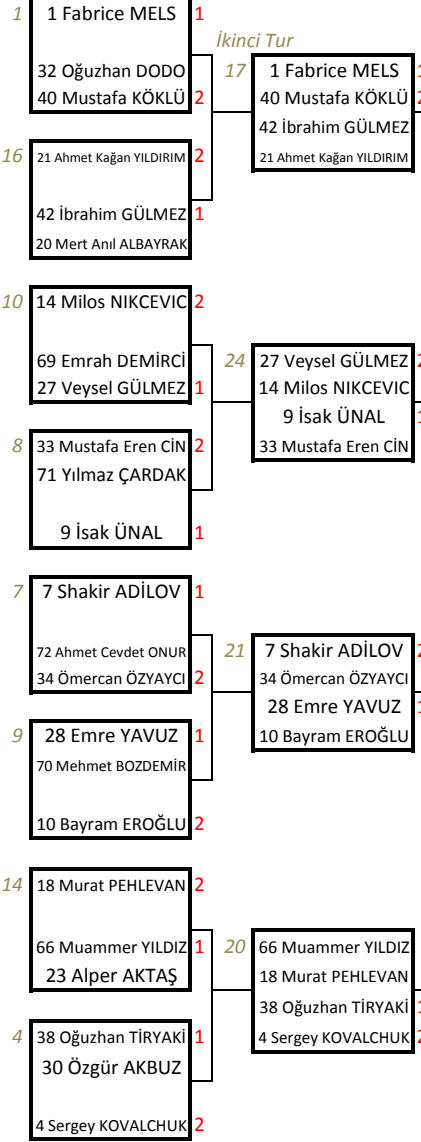 1 1 Fabrice MELS 1
32 Oğuzhan DODO
40 Mustafa KÖKLÜ 2
16 21 Ahmet Kağan YILDIRIM 2
42 İbrahim GÜLMEZ 1
20 Mert Anıl ALBAYRAK
10 14 Milos NIKCEVIC 2
69 Emrah DEMİRCİ
27 Veysel GÜLMEZ 1
8 33 Mustafa Eren CİN 2
71 Yılmaz ÇARDAK
9 İsak ÜNAL 1
7 7 Shakir ADİLOV 1
72 Ahmet Cevdet ONUR
34 Ömercan ÖZYAYCI 2
9 28 Emre YAVUZ 1
70 Mehmet BOZDEMİR
10 Bayram EROĞLU 2
14 18 Murat PEHLEVAN 2
66 Muammer YILDIZ 1
23 Alper AKTAŞ
4 38 Oğuzhan TİRYAKİ 1
30 Özgür AKBUZ
4 Sergey KOVALCHUK 2
İkinci Tur
17 1 Fabrice MELS 1
40 Mustafa KÖKLÜ 2
42 İbrahim GÜLMEZ
21 Ahmet Kağan YILDIRIM
24 27 Veysel GÜLMEZ 2
14 Milos NIKCEVIC
9 İsak ÜNAL 1
33 Mustafa Eren CİN
21 7 Shakir ADİLOV 2
34 Ömercan ÖZYAYCI
28 Emre YAVUZ 1
10 Bayram EROĞLU
20 66 Muammer YILDIZ
18 Murat PEHLEVAN
38 Oğuzhan TİRYAKİ 1
4 Sergey KOVALCHUK 2